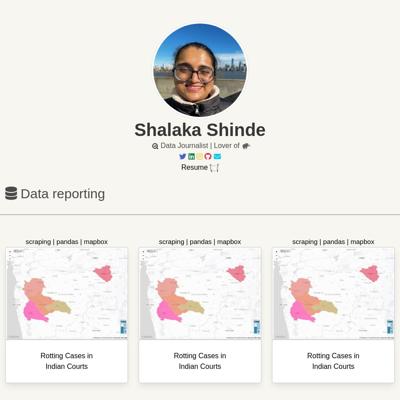 Shalaka Shinde
Data Journalist | Lover of
Resume
Data reporting
scraping | pandas | mapbox
scraping | pandas | mapbox
scraping | pandas | mapbox
Rotting Cases in
Indian Courts
Rotting Cases in
Indian Courts
Rotting Cases in
Indian Courts